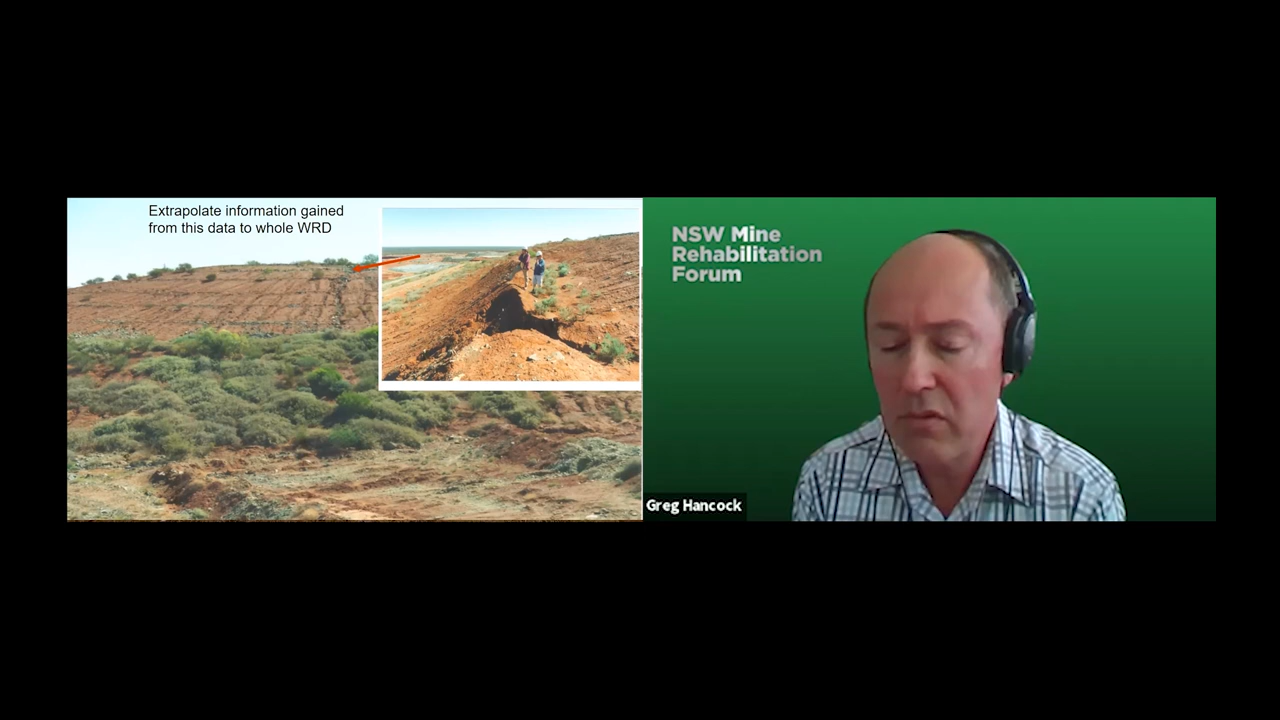 Extrapolate information gained
from this data to whole WRD
NSW Mine
Rehabilitation
Forum
Greg Hancock